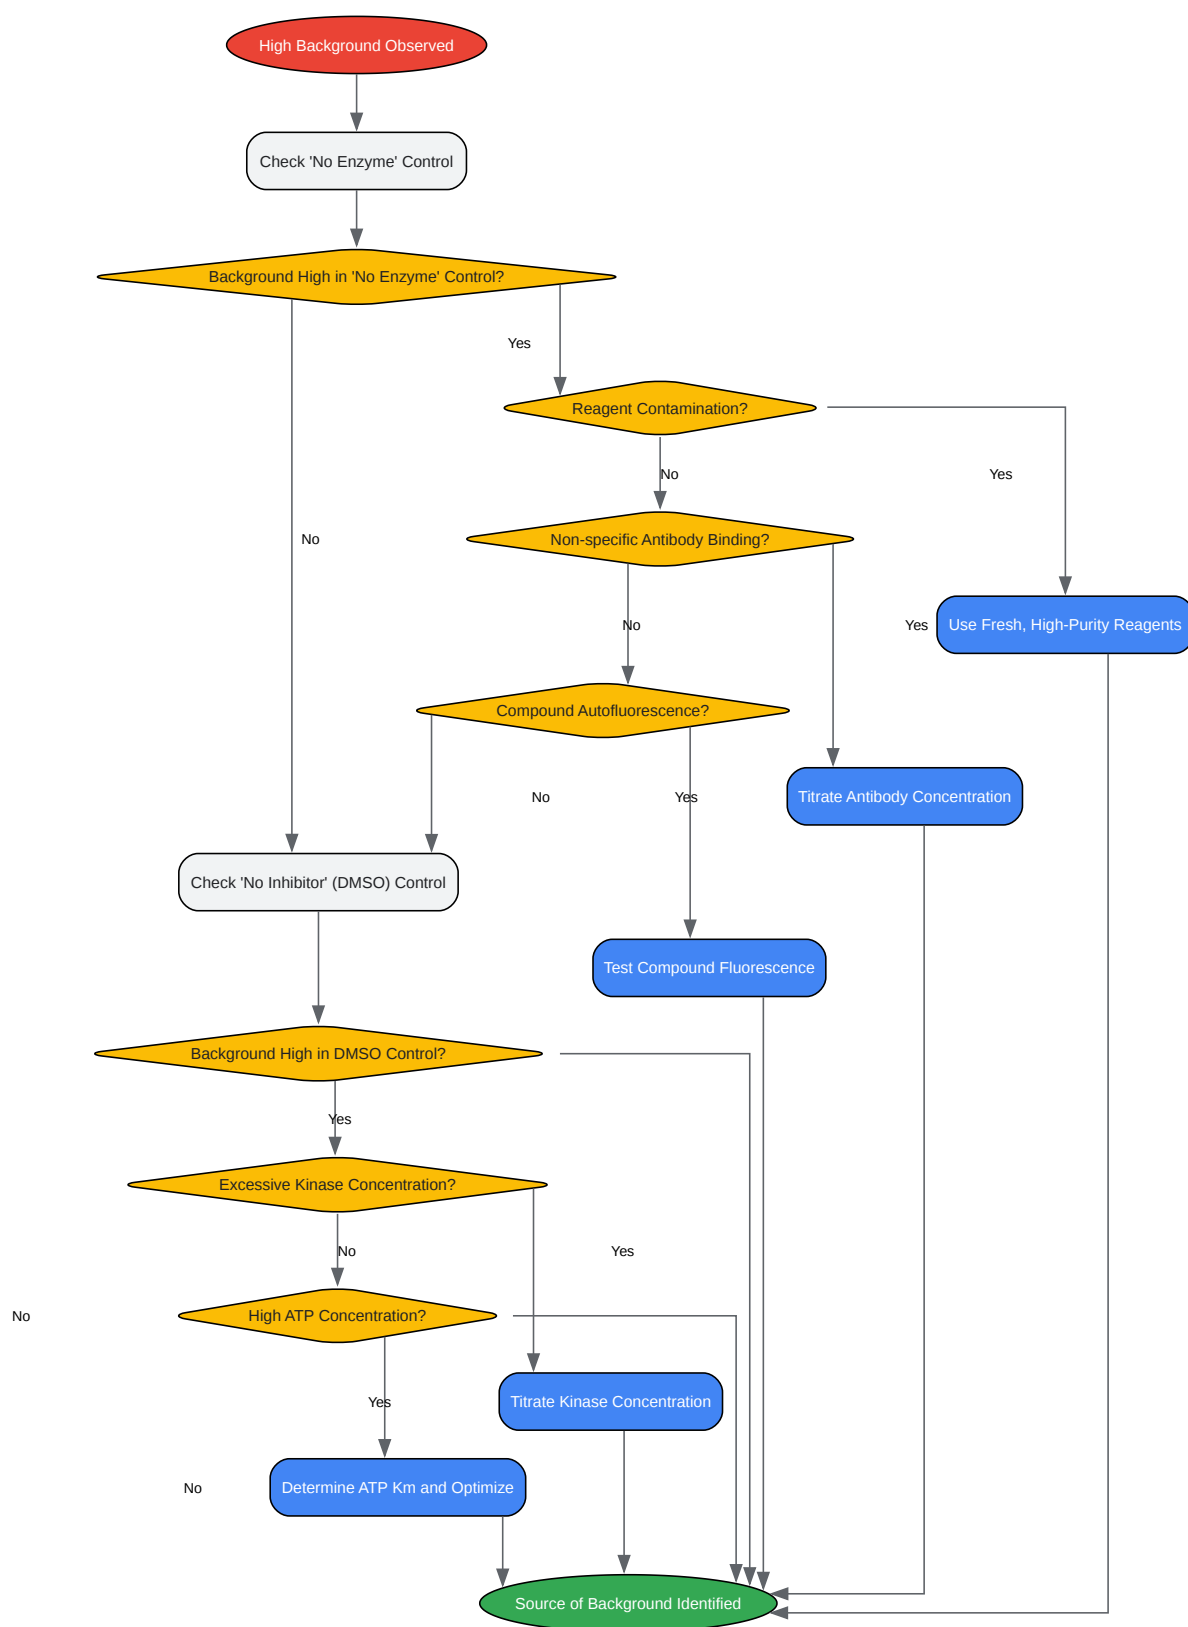 High Background Observed
Check 'No Enzyme' Control
Background High in 'No Enzyme' Control?
Yes
Reagent Contamination?
No
Yes
No
Non-specific Antibody Binding?
No
Yes
Use Fresh, High-Purity Reagents
Compound Autofluorescence?
No
Yes
Titrate Antibody Concentration
Check 'No Inhibitor' (DMSO) Control
Test Compound Fluorescence
Background High in DMSO Control?
Yes
Excessive Kinase Concentration?
No
Yes
No
High ATP Concentration?
Yes
Titrate Kinase Concentration
No
Determine ATP Km and Optimize
Source of Background Identified